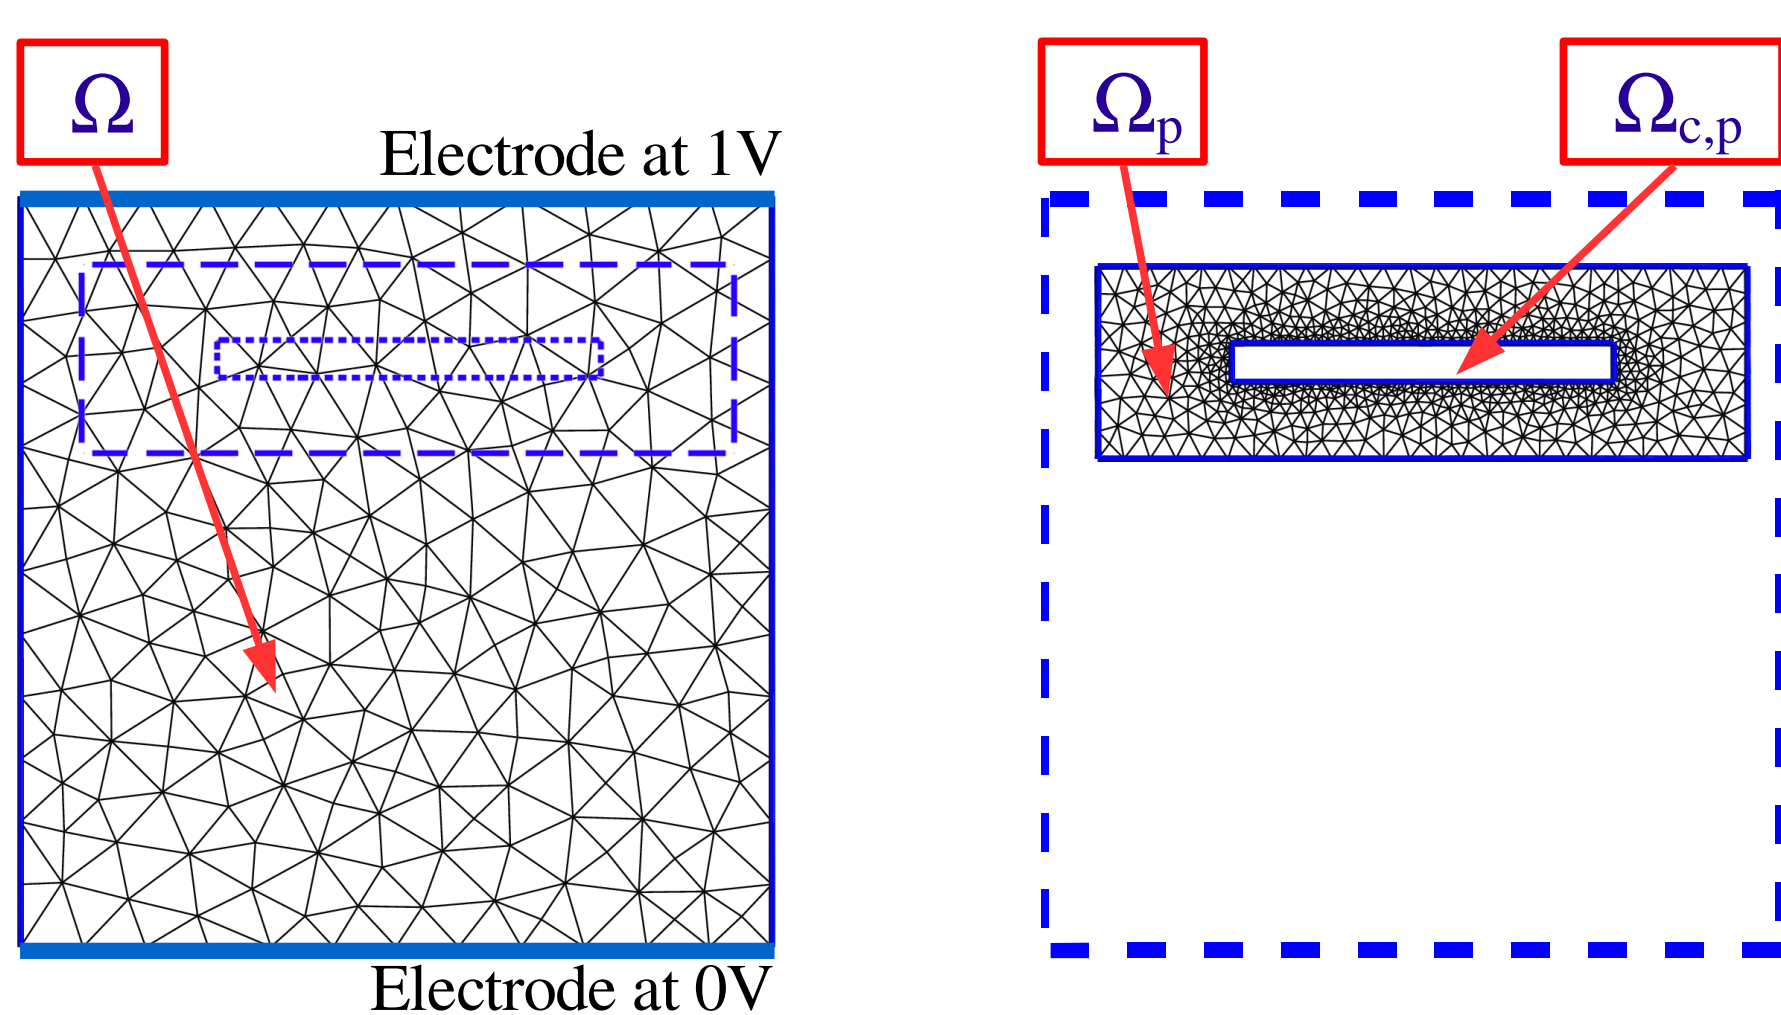 Ω
Ωp
Ωc,p
Electrode at 1V
Electrode at 0V